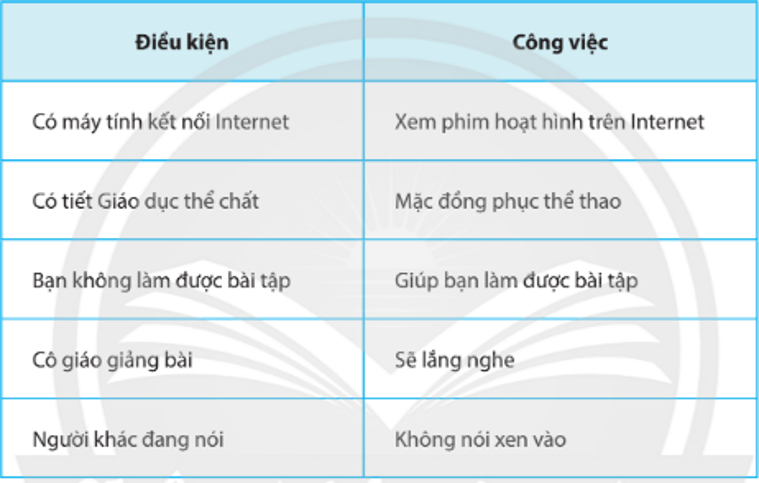 Điều kiện
Công việc
Có máy tính kết nối Internet
Xem phim hoạt hình trên Internet
Có tiết Giáo dục thể chất
Mặc đồng phục thể thao
Bạn không làm được bài tập
Giúp bạn làm được bài tập
Cô giáo giảng bài
Sẽ lắng nghe
Người khác đang nói
Không nói xen vào